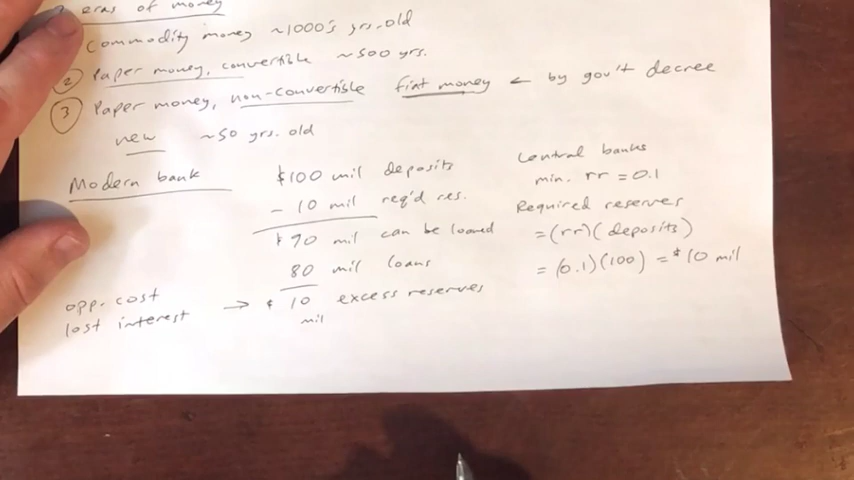 eras of money
Commodity money ~1000's yrs. old
② Paper money, convertible ~500 yrs.
③ Paper money, non-convertible fiat money ← by gov't decree
new ~50 yrs. old
Modern bank
$100 mil deposits
- 10 mil req'd res.
$90 mil can be loaned
80 mil loans
opp. cost
lost interest → $ 10 excess reserves
mil
Central banks
min. rr = 0.1
Required reserves
= (rr)(deposits)
= (0.1)(100) = $10 mil